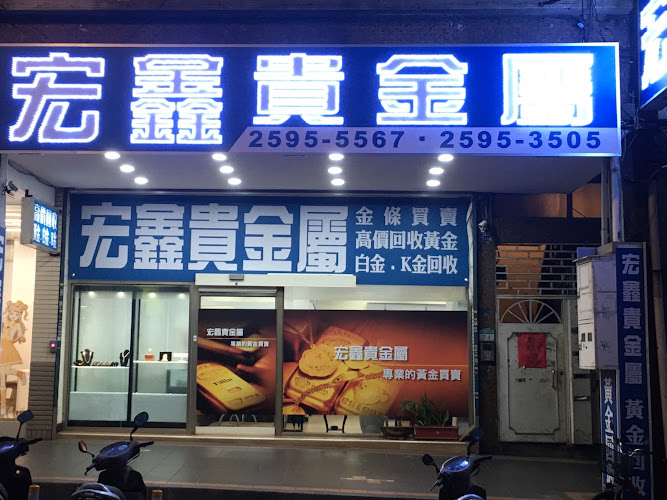 宏鑫貴金屬
2595-5567 · 2595-3505
宏鑫貴金屬
金條買賣
高價回收黃金
白金．K金回收
宏鑫貴金屬
專業的黃金買賣
宏鑫貴金屬
專業的黃金買賣
宏鑫貴金屬 黃金回收